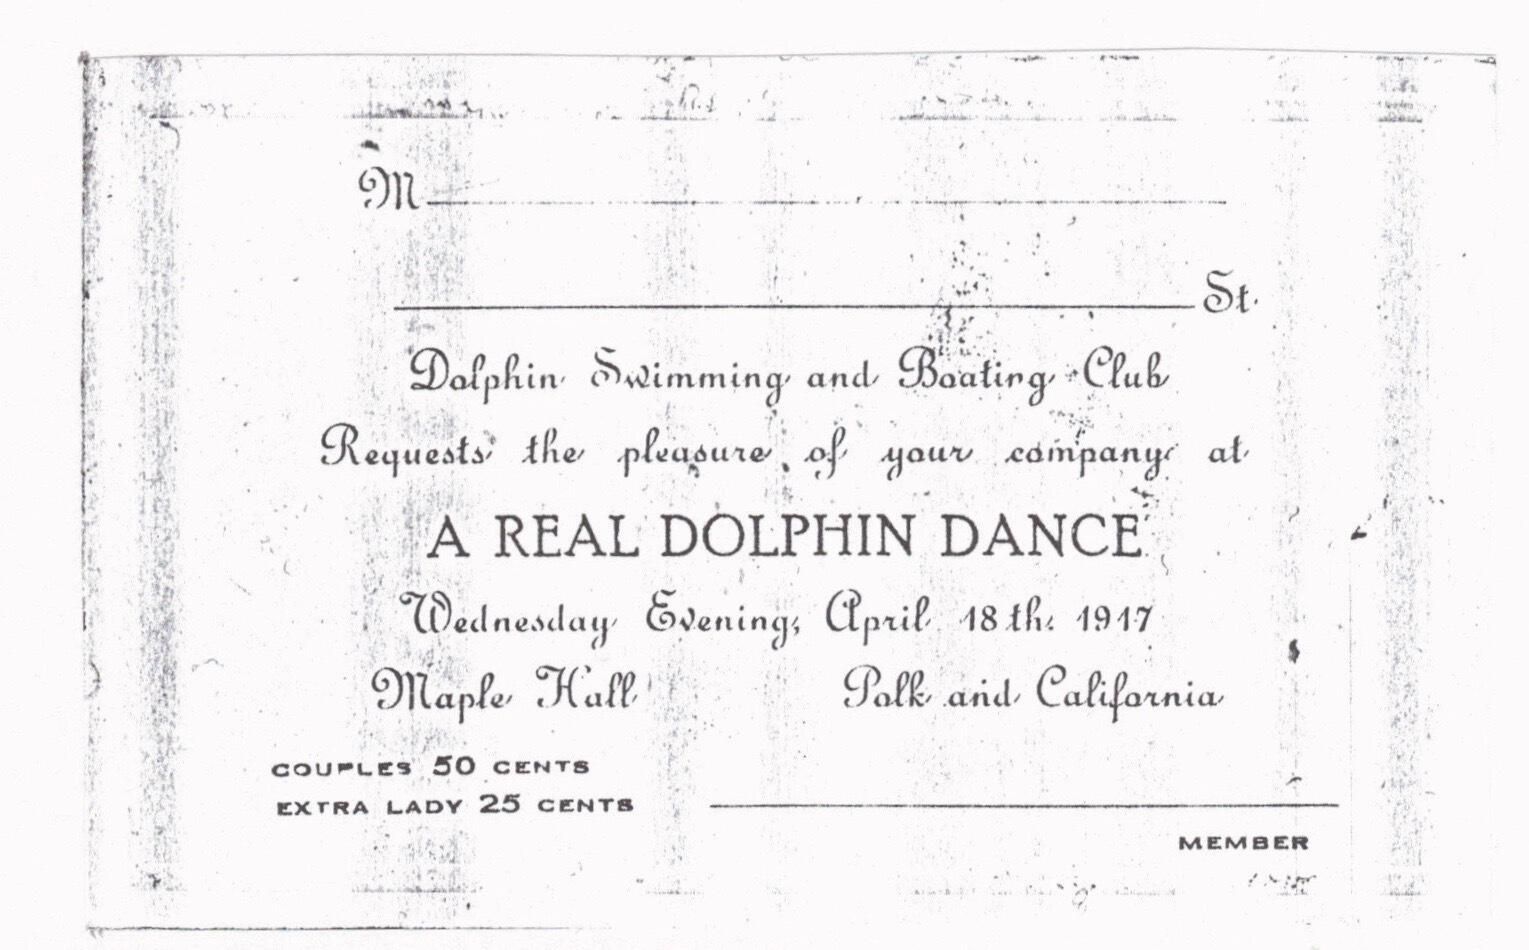 M
St.
Dolphin Swimming and Boating Club
Requests the pleasure of your company at
A REAL DOLPHIN DANCE
Wednesday Evening, April 18th. 1917
Maple Hall Polk and California
COUPLES 50 CENTS
EXTRA LADY 25 CENTS
MEMBER